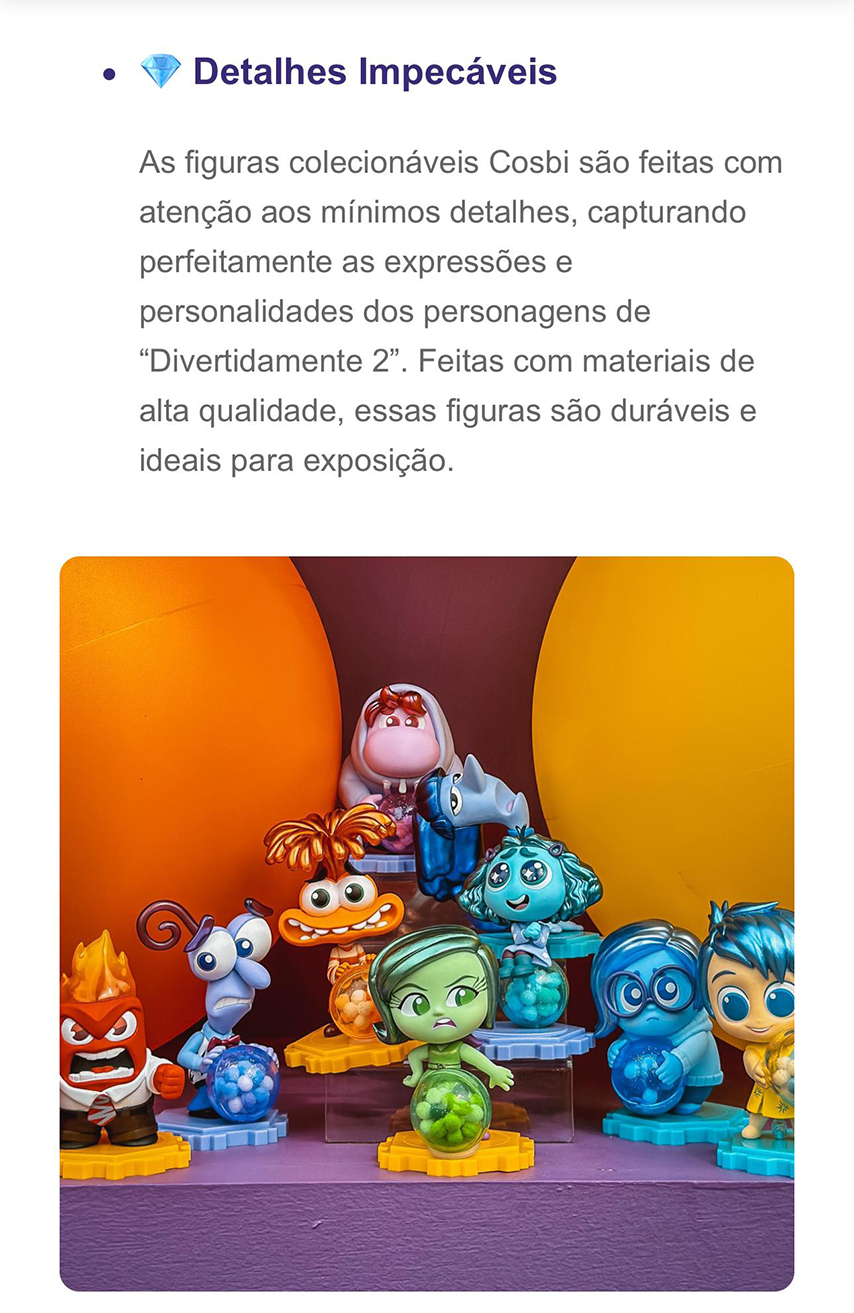 • 💎 Detalhes Impecáveis
As figuras colecionáveis Cosbi são feitas com
atenção aos mínimos detalhes, capturando
perfeitamente as expressões e
personalidades dos personagens de
“Divertidamente 2”. Feitas com materiais de
alta qualidade, essas figuras são duráveis e
ideais para exposição.